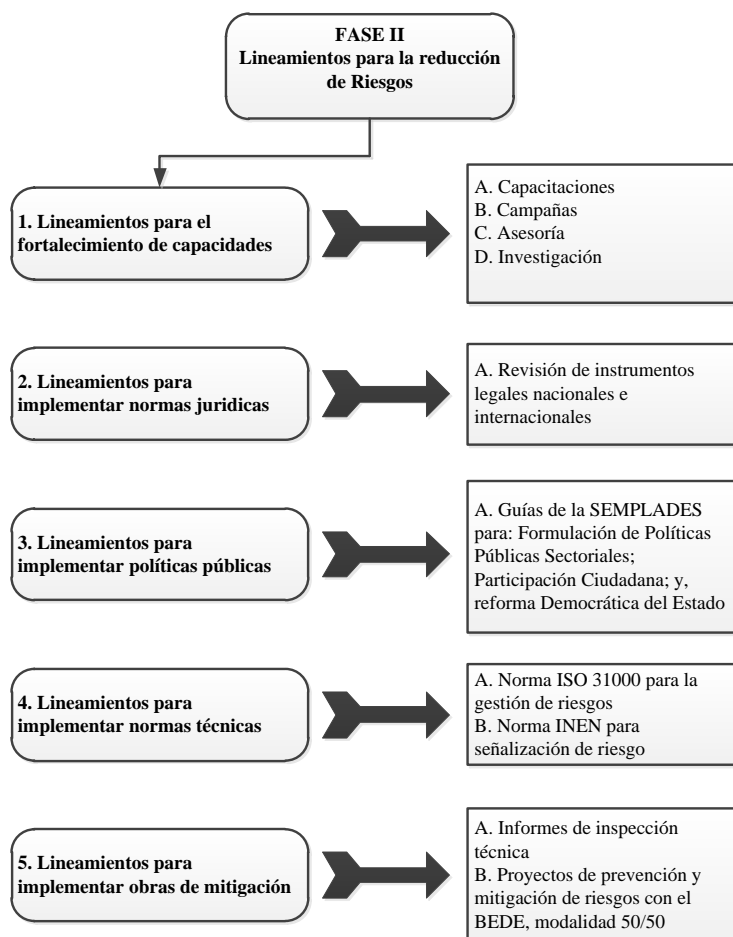 FASE II
Lineamientos para la reducción
de Riesgos
1. Lineamientos para el
fortalecimiento de capacidades
A. Capacitaciones
B. Campañas
C. Asesoría
D. Investigación
2. Lineamientos para
implementar normas juridicas
A. Revisión de instrumentos
legales nacionales e
internacionales
3. Lineamientos para
implementar políticas públicas
A. Guías de la SEMPLADES
para: Formulación de Políticas
Públicas Sectoriales;
Participación Ciudadana; y,
reforma Democrática del Estado
4. Lineamientos para
implementar normas técnicas
A. Norma ISO 31000 para la
gestión de riesgos
B. Norma INEN para
señalización de riesgo
5. Lineamientos para
implementar obras de mitigación
A. Informes de inspección
técnica
B. Proyectos de prevención y
mitigación de riesgos con el
BEDE, modalidad 50/50